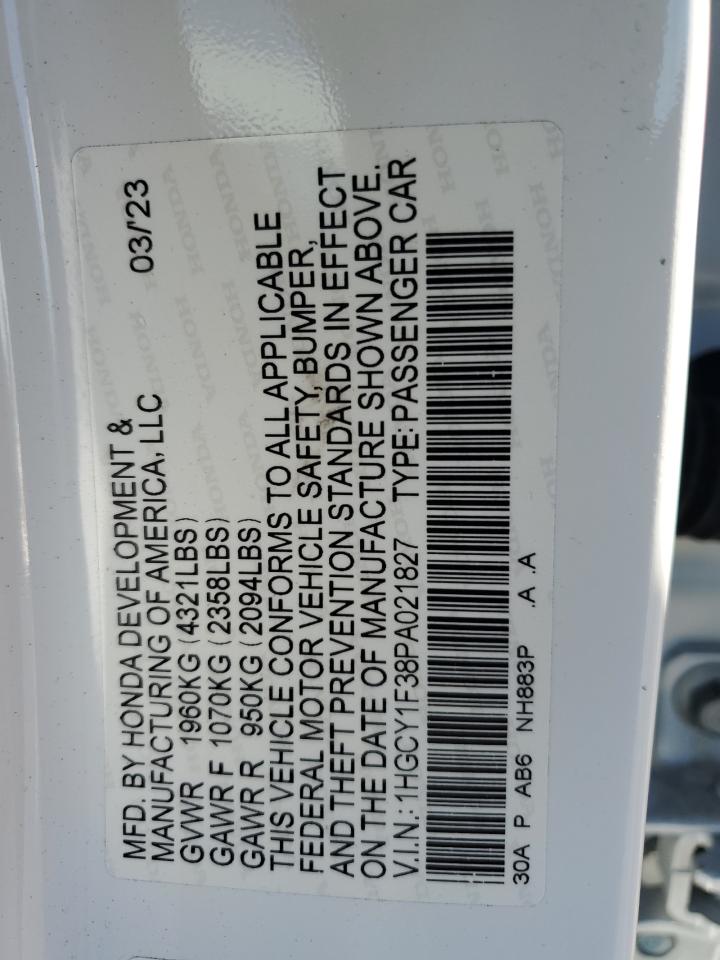 MFD. BY HONDA DEVELOPMENT &
MANUFACTURING OF AMERICA, LLC 03/'23
GVWR 1960KG (4321LBS)
GAWR F 1070KG (2358LBS)
GAWR R 950KG (2094LBS)
THIS VEHICLE CONFORMS TO ALL APPLICABLE
FEDERAL MOTOR VEHICLE SAFETY, BUMPER,
AND THEFT PREVENTION STANDARDS IN EFFECT
ON THE DATE OF MANUFACTURE SHOWN ABOVE.
V.I.N.: 1HGCY1F38PA021827 TYPE: PASSENGER CAR
30A P AB6 NH883P .A .A